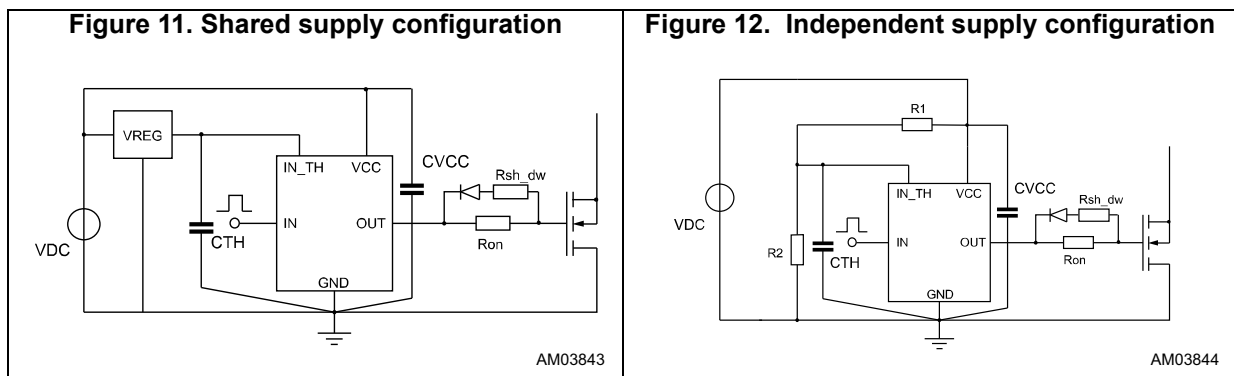 Figure 11. Shared supply configuration
VREG
IN_TH
VCC
CVCC
Rsh_dw
IN
OUT
CTH
Ron
VDC
GND
AM03843
Figure 12. Independent supply configuration
R1
IN_TH
VCC
CVCC
Rsh_dw
VDC
IN
OUT
R2
CTH
Ron
GND
AM03844